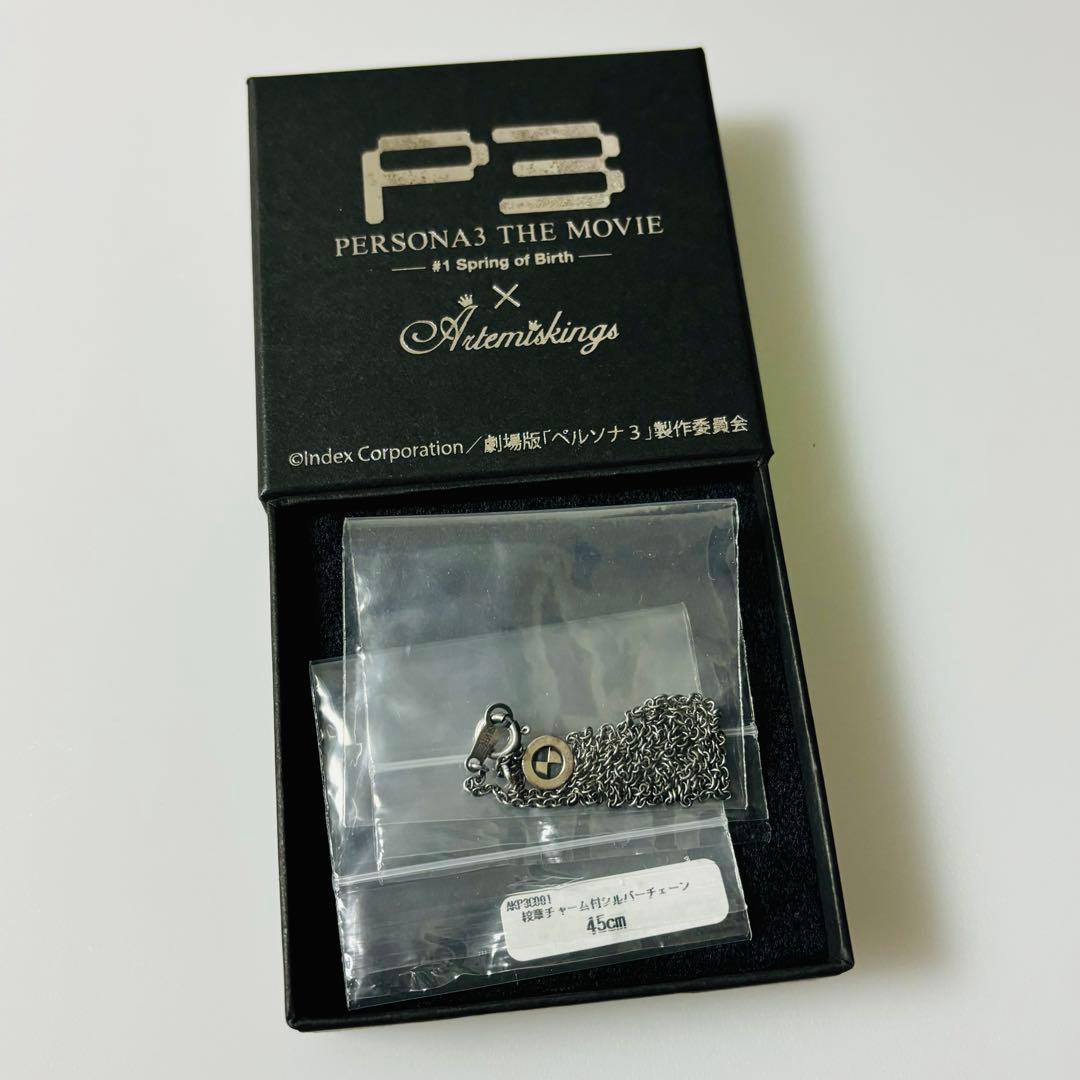 P3
PERSONA3 THE MOVIE
#1 Spring of Birth
×
Artemiskings
©Index Corporation／劇場版「ペルソナ３」製作委員会
AKP3C001
紋章チャーム付シルバーチェーン
45cm